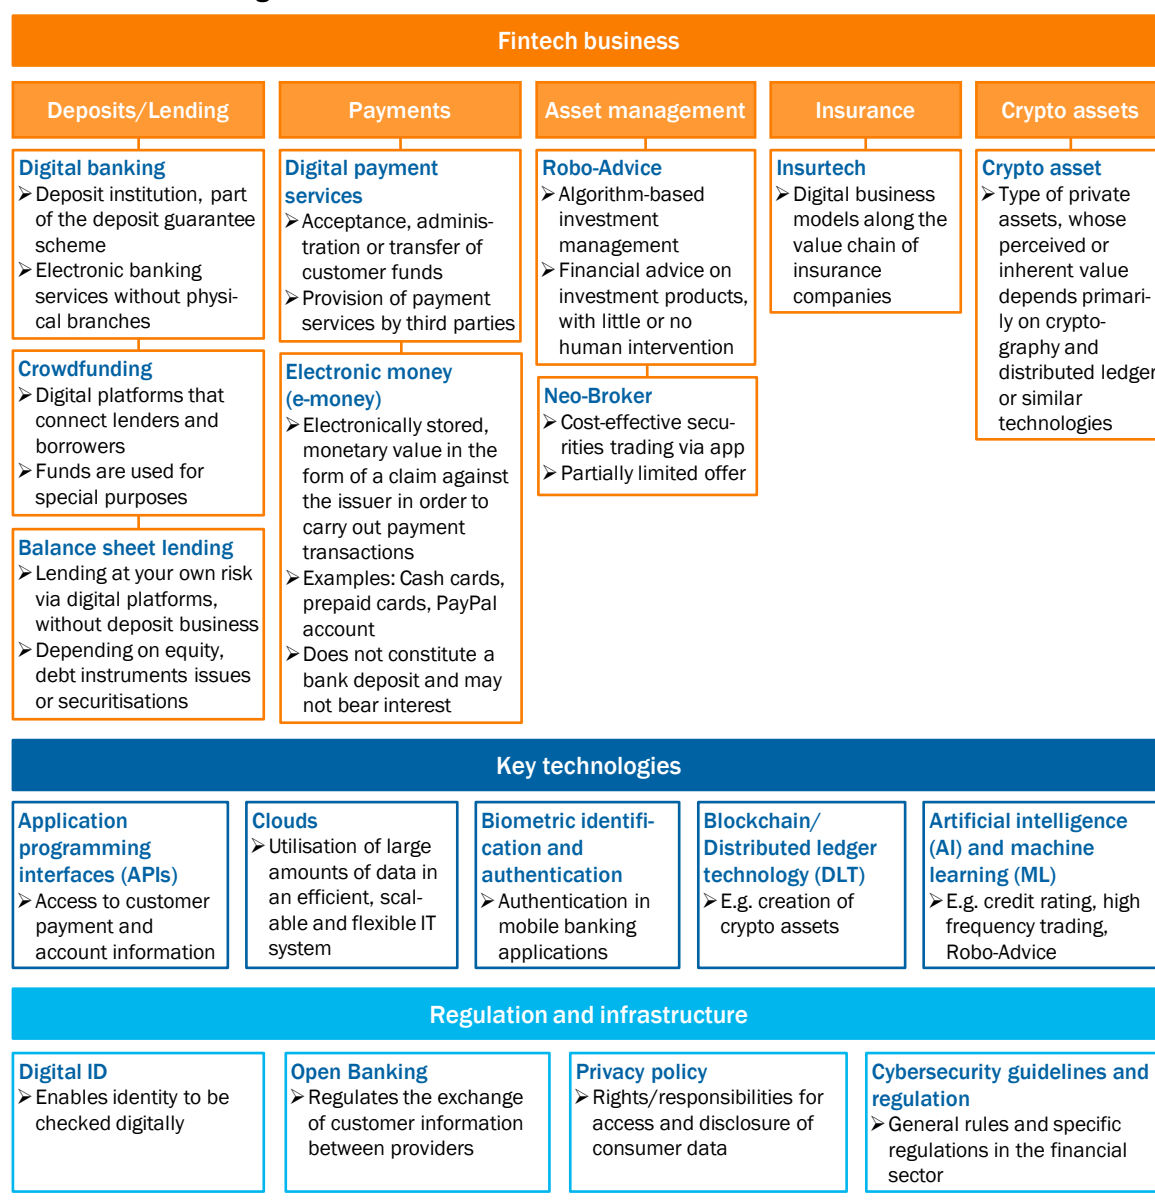 Fintech business
Deposits/Lending
Digital banking
➢ Deposit institution, part
of the deposit guarantee
scheme
➢ Electronic banking
services without physi-
cal branches
Crowdfunding
➢ Digital platforms that
connect lenders and
borrowers
➢ Funds are used for
special purposes
Balance sheet lending
➢ Lending at your own risk
via digital platforms,
without deposit business
➢ Depending on equity,
debt instruments issues
or securitisations
Payments
Digital payment
services
➢ Acceptance, adminis-
tration or transfer of
customer funds
➢ Provision of payment
services by third parties
Electronic money
(e-money)
➢ Electronically stored,
monetary value in the
form of a claim against
the issuer in order to
carry out payment
transactions
➢ Examples: Cash cards,
prepaid cards, PayPal
account
➢ Does not constitute a
bank deposit and may
not bear interest
Asset management
Robo-Advice
➢ Algorithm-based
investment
management
➢ Financial advice on
investment products,
with little or no
human intervention
Neo-Broker
➢ Cost-effective secu-
rities trading via app
➢ Partially limited offer
Insurance
Insurtech
➢ Digital business
models along the
value chain of
insurance
companies
Crypto assets
Crypto asset
➢ Type of private
assets, whose
perceived or
inherent value
depends primari-
ly on crypto-
graphy and
distributed ledger
or similar
technologies
Key technologies
Application
programming
interfaces (APIs)
➢ Access to customer
payment and
account information
Clouds
➢ Utilisation of large
amounts of data in
an efficient, scal-
able and flexible IT
system
Biometric identifi-
cation and
authentication
➢ Authentication in
mobile banking
applications
Blockchain/
Distributed ledger
technology (DLT)
➢ E.g. creation of
crypto assets
Artificial intelligence
(AI) and machine
learning (ML)
➢ E.g. credit rating, high
frequency trading,
Robo-Advice
Regulation and infrastructure
Digital ID
➢ Enables identity to be
checked digitally
Open Banking
➢ Regulates the exchange
of customer information
between providers
Privacy policy
➢ Rights/responsibilities for
access and disclosure of
consumer data
Cybersecurity guidelines and
regulation
➢ General rules and specific
regulations in the financial
sector